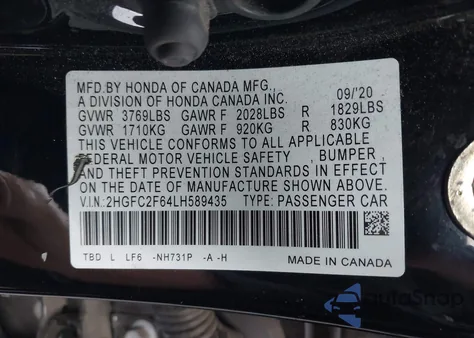 MFD.BY HONDA OF CANADA MFG.,
A DIVISION OF HONDA CANADA INC. 09/'20
GVWR 3769LBS GAWR F 2028LBS R 1829LBS
GVWR 1710KG GAWR F 920KG R 830KG
THIS VEHICLE CONFORMS TO ALL APPLICABLE
FEDERAL MOTOR VEHICLE SAFETY , BUMPER ,
AND THEFT PREVENTION STANDARDS IN EFFECT
ON THE DATE OF MANUFACTURE SHOWN ABOVE.
V.I.N: 2HGFC2F64LH589435 TYPE: PASSENGER CAR
TBD L LF6 -NH731P -A -H MADE IN CANADA
autoSnap